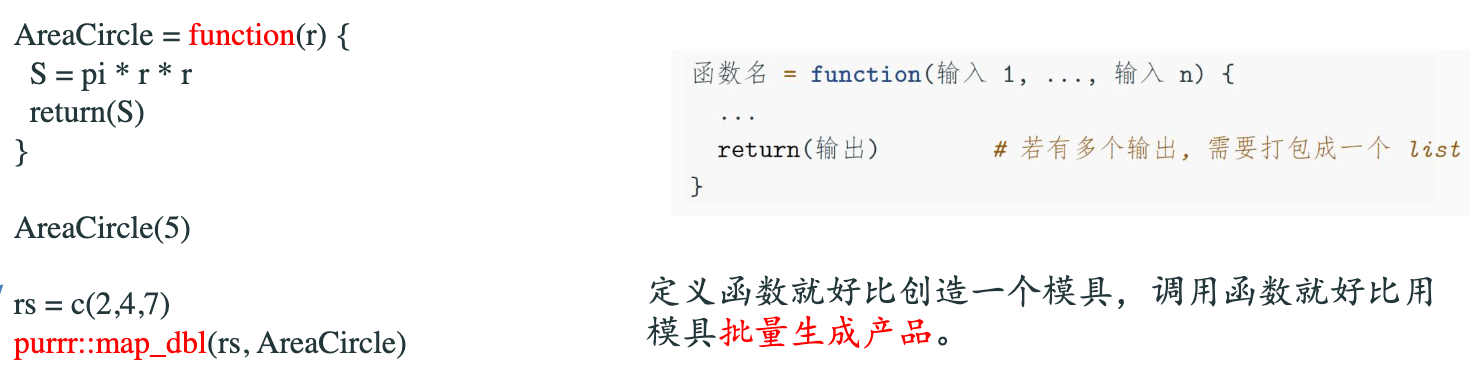 AreaCircle = function(r) {
S = pi * r * r
return(S)
}
AreaCircle(5)
rs = c(2,4,7)
purrr::map_dbl(rs, AreaCircle)
函数名 = function(输入 1, ..., 输入 n) {
...
return(输出) # 若有多个输出, 需要打包成一个 list
}
定义函数就好比创造一个模具，调用函数就好比用
模具批量生成产品。